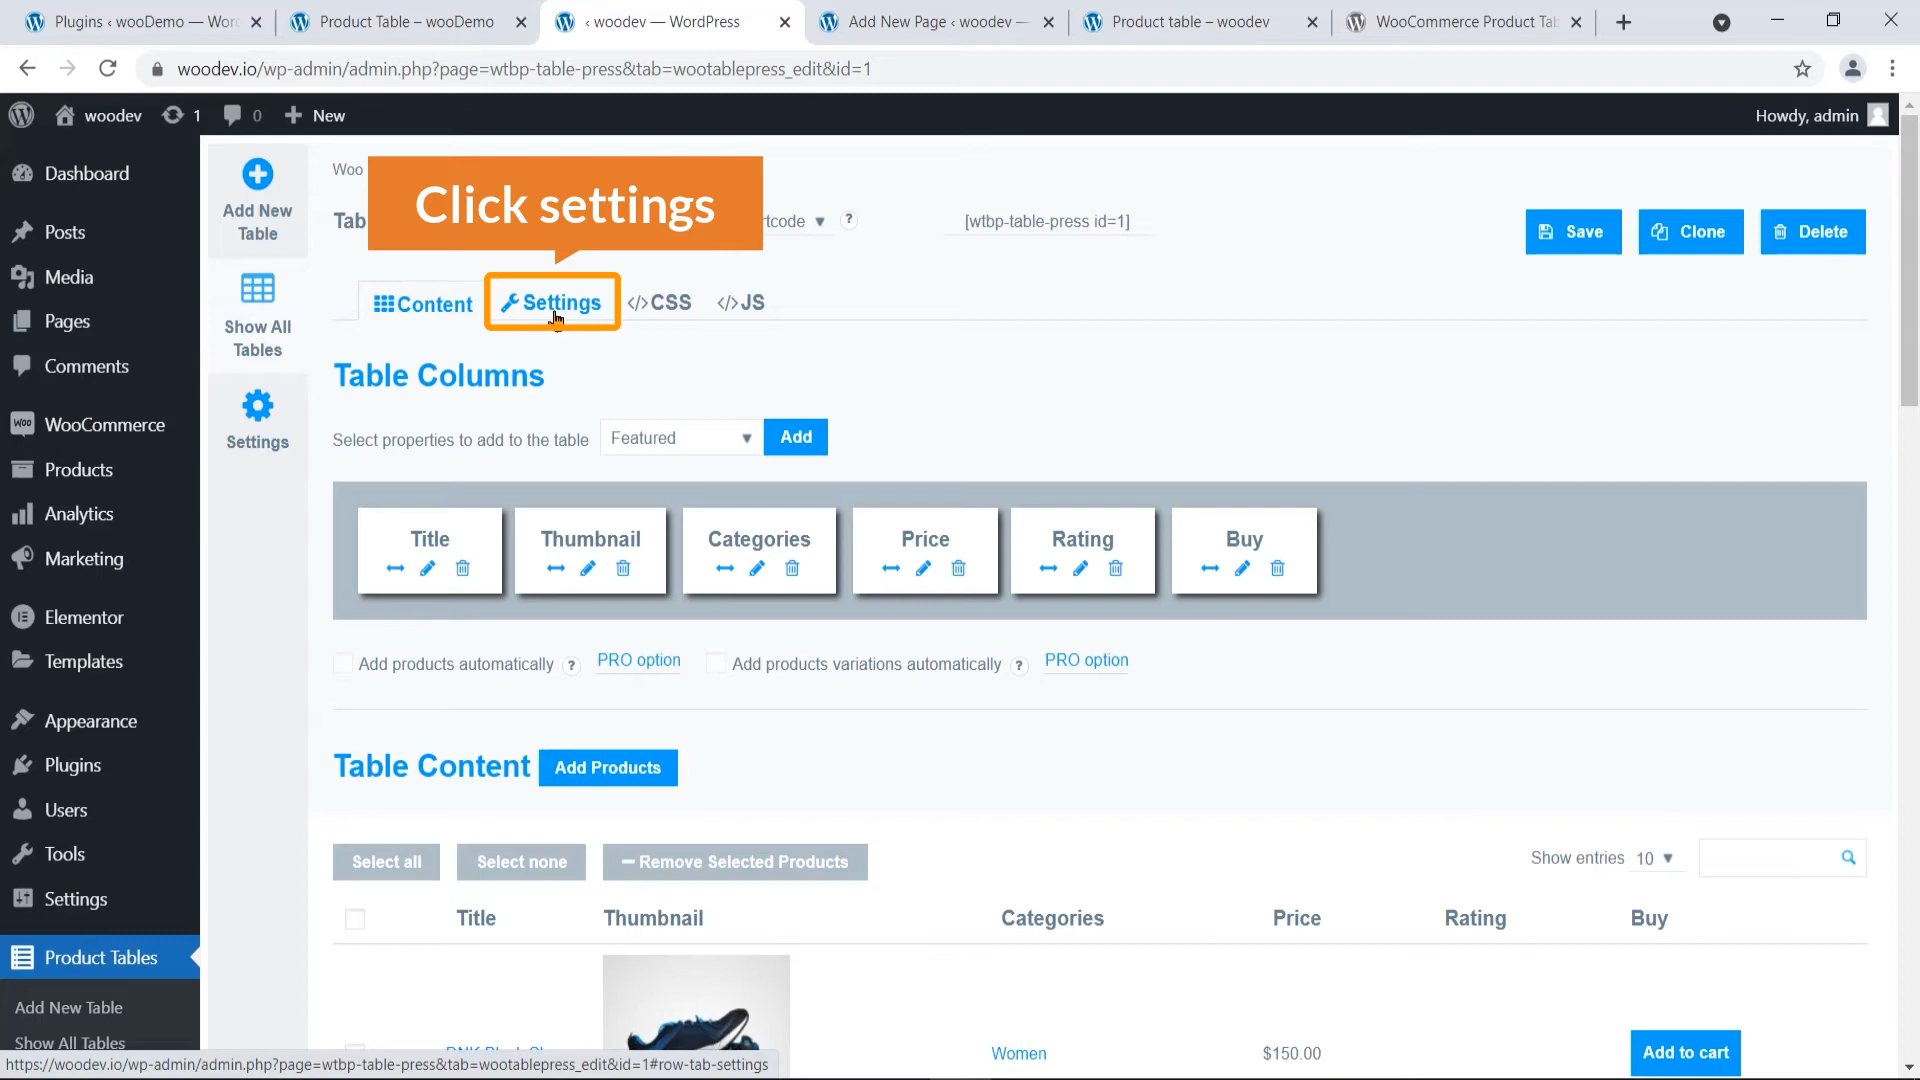 Plugins ‹ wooDemo — Wor
Product Table – wooDemo
‹ woodev — WordPress
Add New Page ‹ woodev —
Product table – woodev
WooCommerce Product Tab
woodev.io/wp-admin/admin.php?page=wtbp-table-press&tab=wootablepress_edit&id=1
woodev
1
0
New
Howdy, admin
Dashboard
Posts
Media
Pages
Comments
WooCommerce
Products
Analytics
Marketing
Elementor
Templates
Appearance
Plugins
Users
Tools
Settings
Product Tables
Add New Table
Show All Tables
Add New
Table
Show All
Tables
Settings
Woo
Click settings
Tab
rtcode
?
[wtbp-table-press id=1]
Save
Clone
Delete
Content
Settings
</>CSS
</>JS
Table Columns
Select properties to add to the table
Featured
Add
Title
Thumbnail
Categories
Price
Rating
Buy
Add products automatically
?
PRO option
Add products variations automatically
?
PRO option
Table Content
Add Products
Select all
Select none
Remove Selected Products
Show entries
10
Title
Thumbnail
Categories
Price
Rating
Buy
Women
$150.00
Add to cart
https://woodev.io/wp-admin/admin.php?page=wtbp-table-press&tab=wootablepress_edit&id=1#row-tab-settings